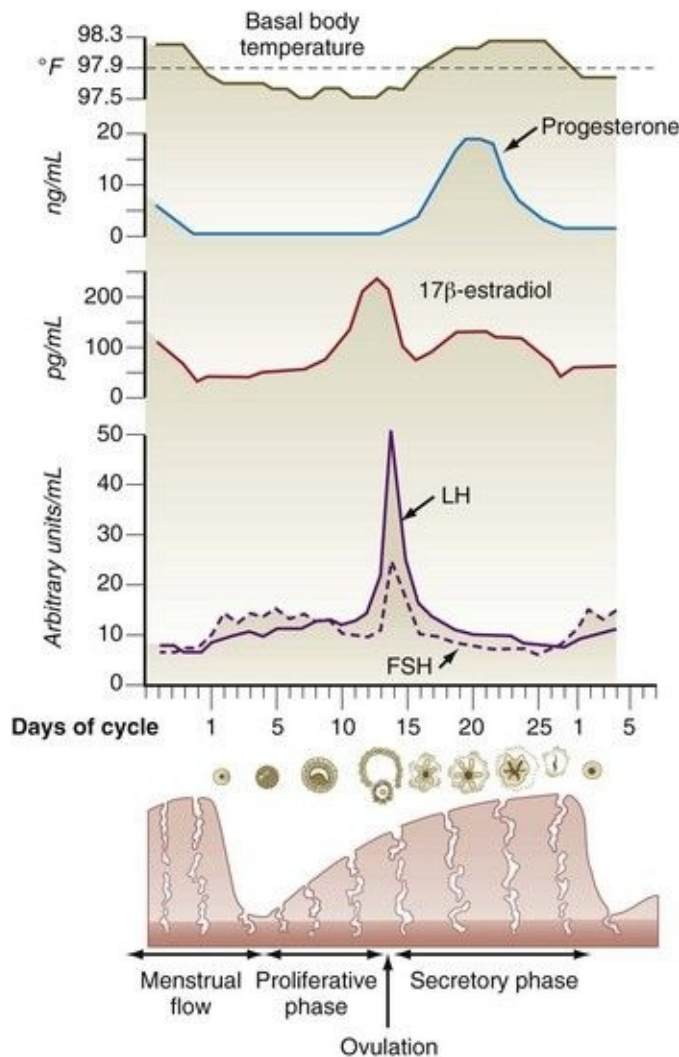 Basal body
temperature
°F
98.3
97.9
97.5
Progesterone
ng/mL
20
10
0
17β-estradiol
pg/mL
200
100
0
Arbitrary units/mL
50
40
30
20
10
0
LH
FSH
Days of cycle 1 5 10 15 20 25 1 5
Menstrual
flow
Proliferative
phase
Secretory phase
Ovulation